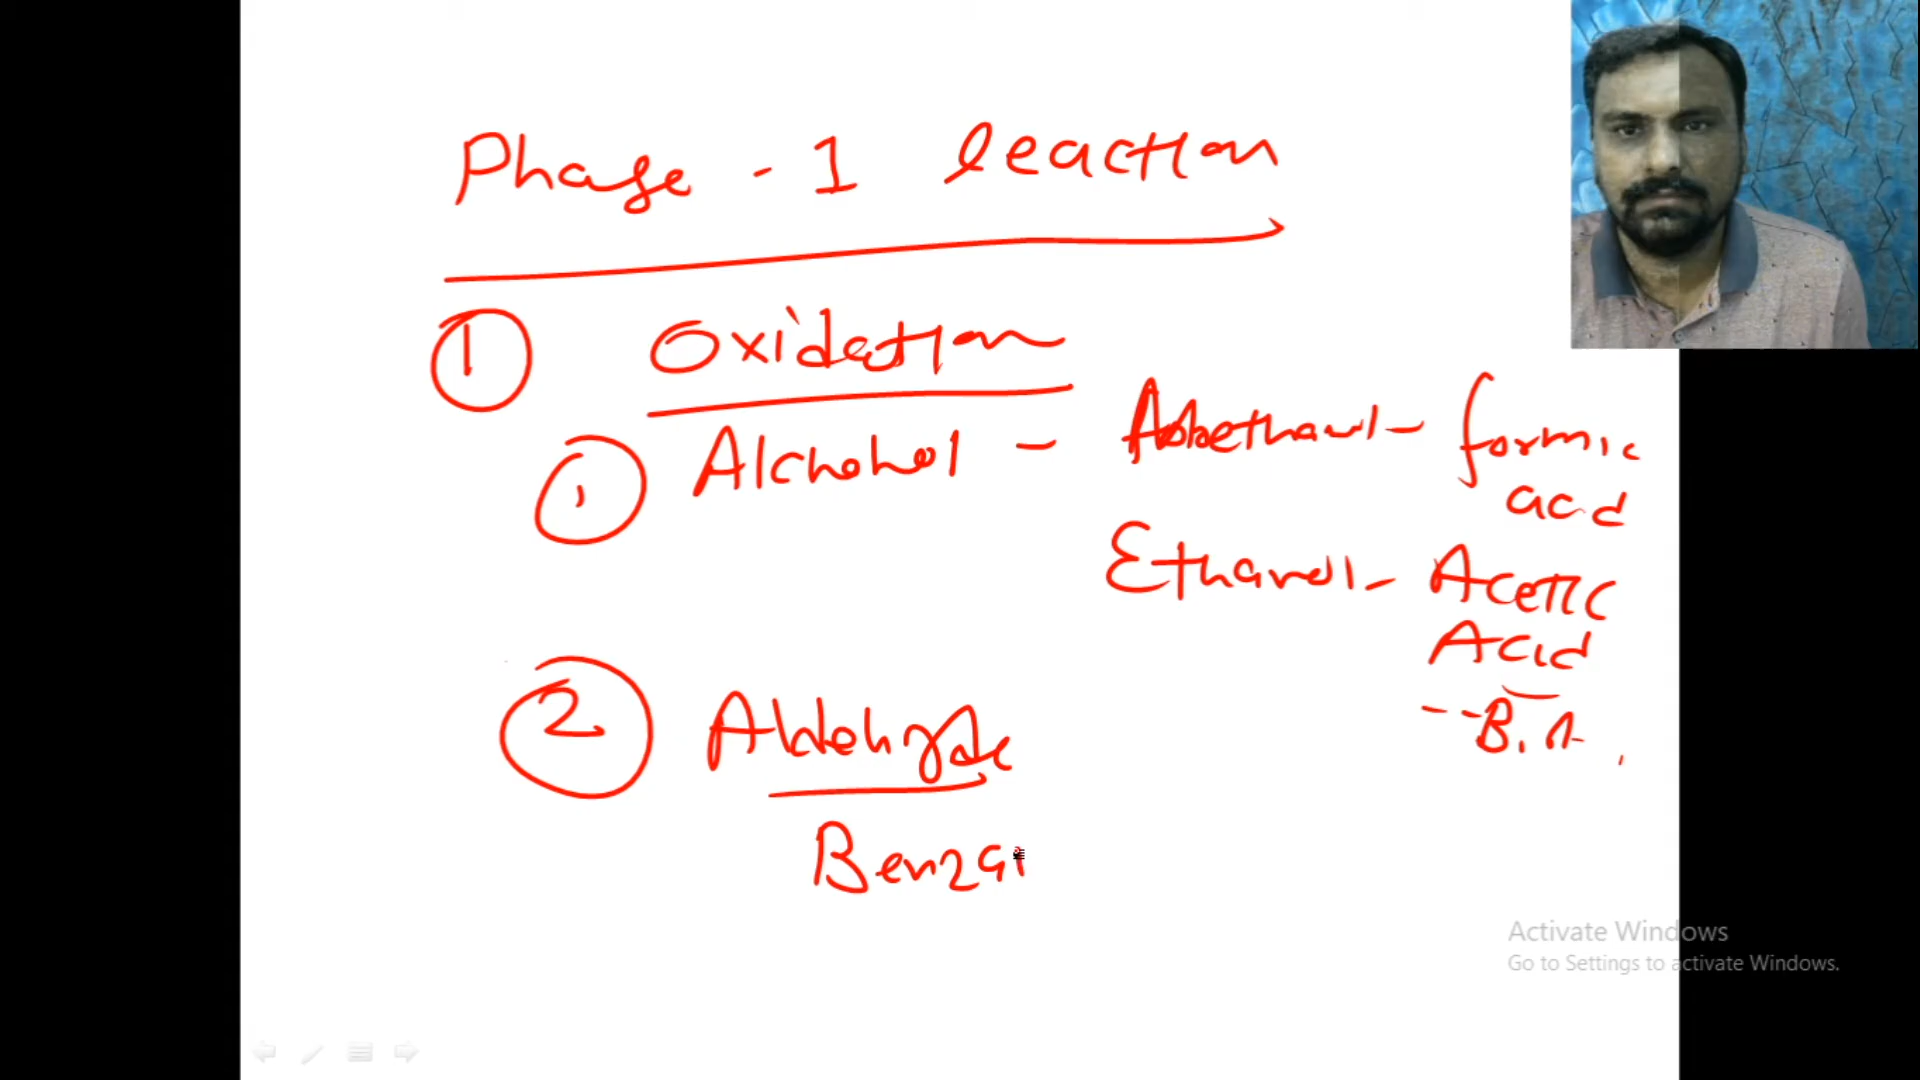 Phase - 1 reaction
① Oxidation
① Alchohol - Methanol - formic
acid
Ethanol - Acetic
Acid
-- B.A.
② Aldehyde
Benzal
Activate Windows
Go to Settings to activate Windows.